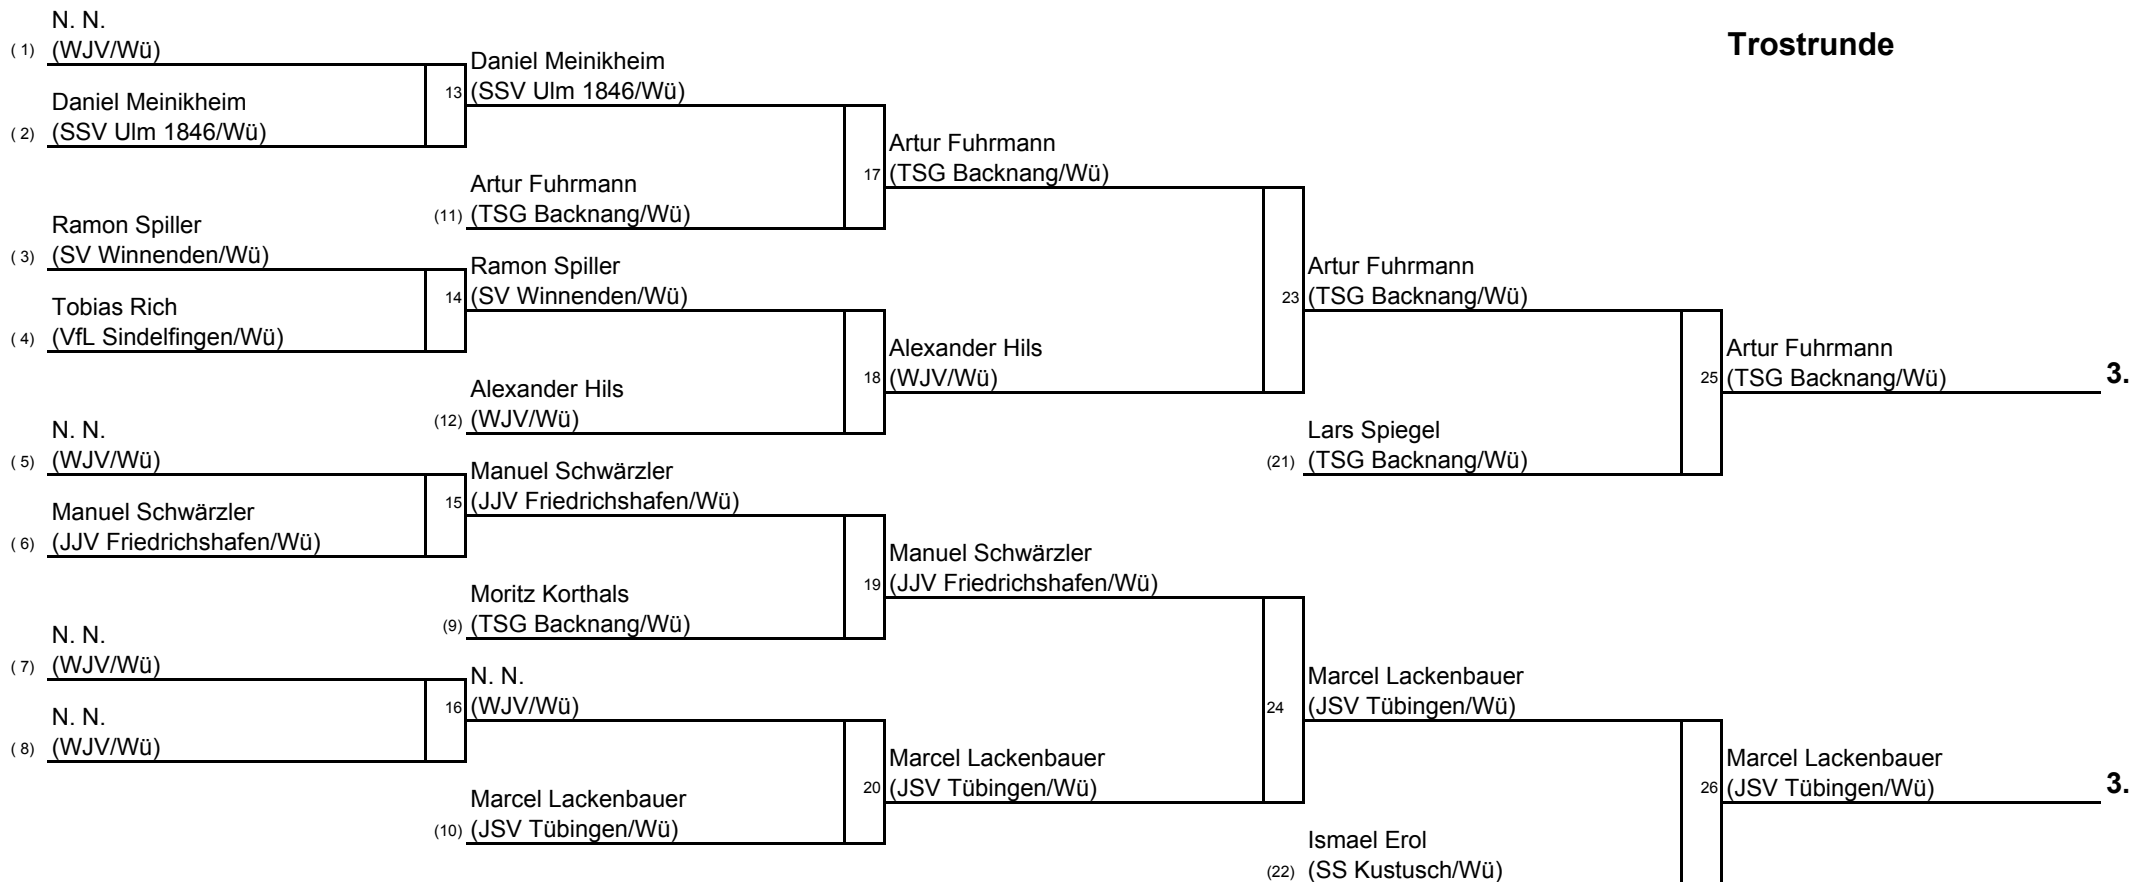 Trostrunde
N. N.
( 1) (WJV/Wü)
Daniel Meinikheim
( 2) (SSV Ulm 1846/Wü)
Ramon Spiller
( 3) (SV Winnenden/Wü)
Tobias Rich
( 4) (VfL Sindelfingen/Wü)
N. N.
( 5) (WJV/Wü)
Manuel Schwärzler
( 6) (JJV Friedrichshafen/Wü)
N. N.
( 7) (WJV/Wü)
N. N.
( 8) (WJV/Wü)
Daniel Meinikheim
13 (SSV Ulm 1846/Wü)
Artur Fuhrmann
(11) (TSG Backnang/Wü)
Ramon Spiller
14 (SV Winnenden/Wü)
Alexander Hils
(12) (WJV/Wü)
Manuel Schwärzler
15 (JJV Friedrichshafen/Wü)
Moritz Korthals
(9) (TSG Backnang/Wü)
N. N.
16 (WJV/Wü)
Marcel Lackenbauer
(10) (JSV Tübingen/Wü)
Artur Fuhrmann
17 (TSG Backnang/Wü)
Alexander Hils
18 (WJV/Wü)
Manuel Schwärzler
19 (JJV Friedrichshafen/Wü)
Marcel Lackenbauer
20 (JSV Tübingen/Wü)
Artur Fuhrmann
23 (TSG Backnang/Wü)
Lars Spiegel
(21) (TSG Backnang/Wü)
Marcel Lackenbauer
24 (JSV Tübingen/Wü)
Ismael Erol
(22) (SS Kustusch/Wü)
Artur Fuhrmann
25 (TSG Backnang/Wü) 3.
Marcel Lackenbauer
26 (JSV Tübingen/Wü) 3.